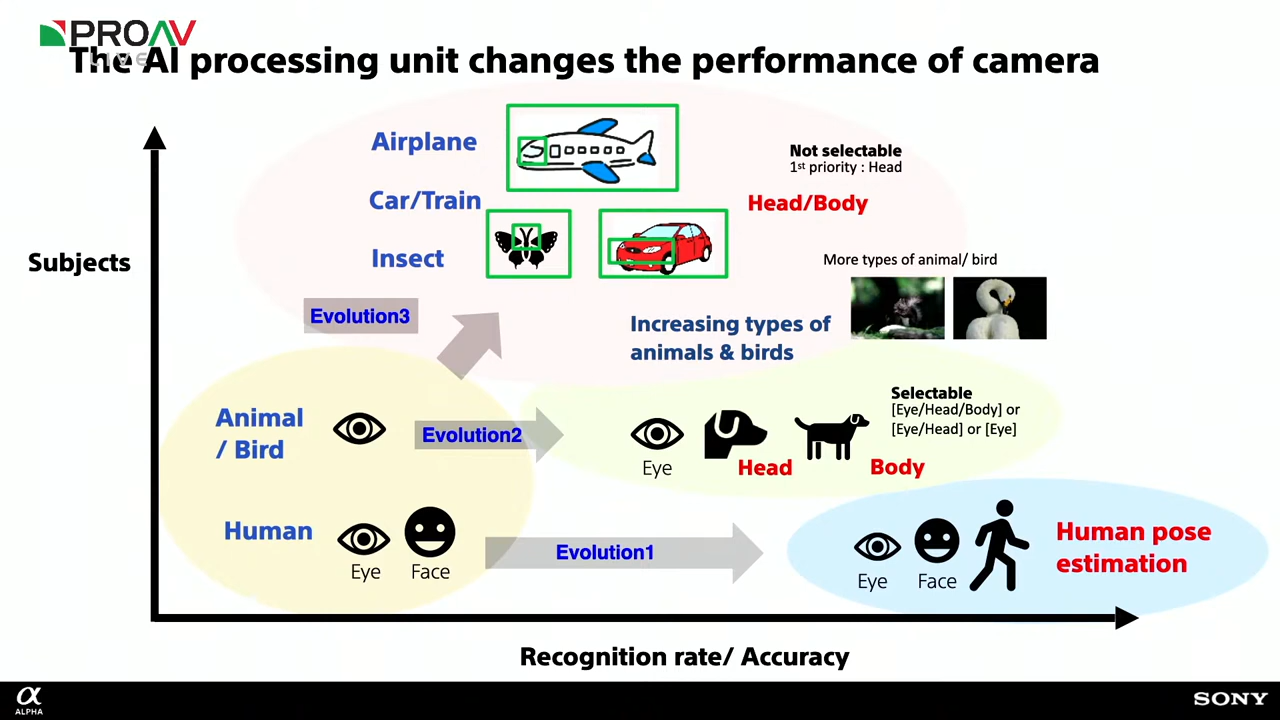 PROAV
LIVE
The AI processing unit changes the performance of camera
Airplane
Car/Train
Insect
Not selectable
1st priority : Head
Head/Body
Subjects
More types of animal/ bird
Evolution3
Increasing types of
animals & birds
Animal
/ Bird
Evolution2
Eye
Head
Body
Selectable
[Eye/Head/Body] or
[Eye/Head] or [Eye]
Human
Eye
Face
Evolution1
Eye
Face
Human pose
estimation
Recognition rate/ Accuracy
α
ALPHA
SONY